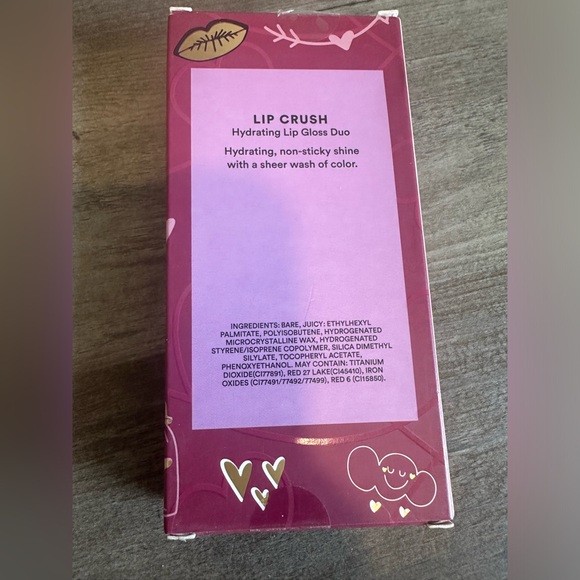 LIP CRUSH
Hydrating Lip Gloss Duo
Hydrating, non-sticky shine
with a sheer wash of color.
INGREDIENTS: BARE, JUICY: ETHYLHEXYL
PALMITATE, POLYISOBUTENE, HYDROGENATED
MICROCRYSTALLINE WAX, HYDROGENATED
STYRENE/ISOPRENE COPOLYMER, SILICA DIMETHYL
SILYLATE, TOCOPHERYL ACETATE,
PHENOXYETHANOL. MAY CONTAIN: TITANIUM
DIOXIDE(CI77891), RED 27 LAKE(CI45410), IRON
OXIDES (CI77491/77492/77499), RED 6 (CI15850).